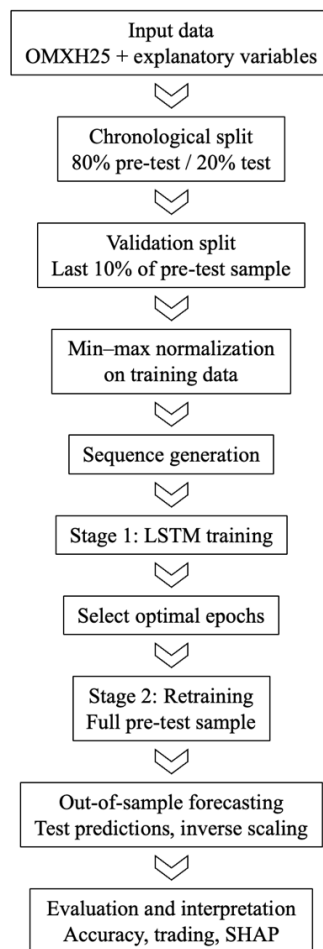 Input data
OMXH25 + explanatory variables
Chronological split
80% pre-test / 20% test
Validation split
Last 10% of pre-test sample
Min–max normalization
on training data
Sequence generation
Stage 1: LSTM training
Select optimal epochs
Stage 2: Retraining
Full pre-test sample
Out-of-sample forecasting
Test predictions, inverse scaling
Evaluation and interpretation
Accuracy, trading, SHAP